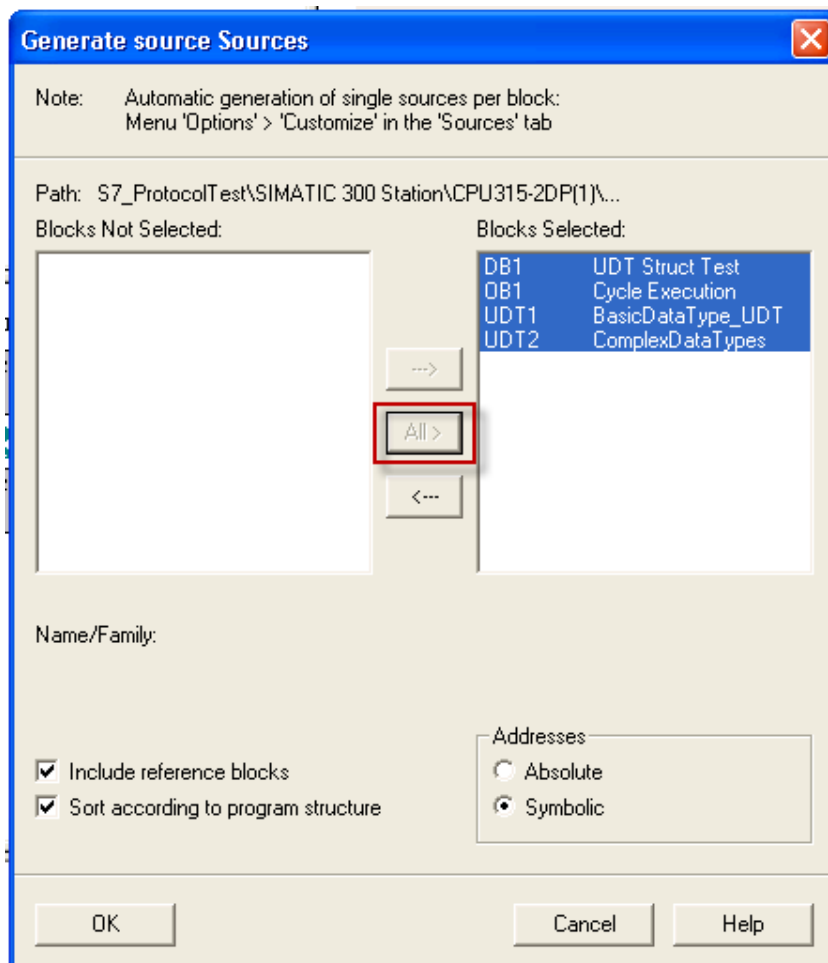 Generate source Sources
Note: Automatic generation of single sources per block:
Menu 'Options' > 'Customize' in the 'Sources' tab
Path: S7_ProtocolTest\SIMATIC 300 Station\CPU315-2DP(1)\...
Blocks Not Selected: Blocks Selected:
DB1 UDT Struct Test
OB1 Cycle Execution
UDT1 BasicDataType_UDT
UDT2 ComplexDataTypes
--->
All >
<---
Name/Family:
Addresses
Include reference blocks
Absolute
Sort according to program structure
Symbolic
OK Cancel Help